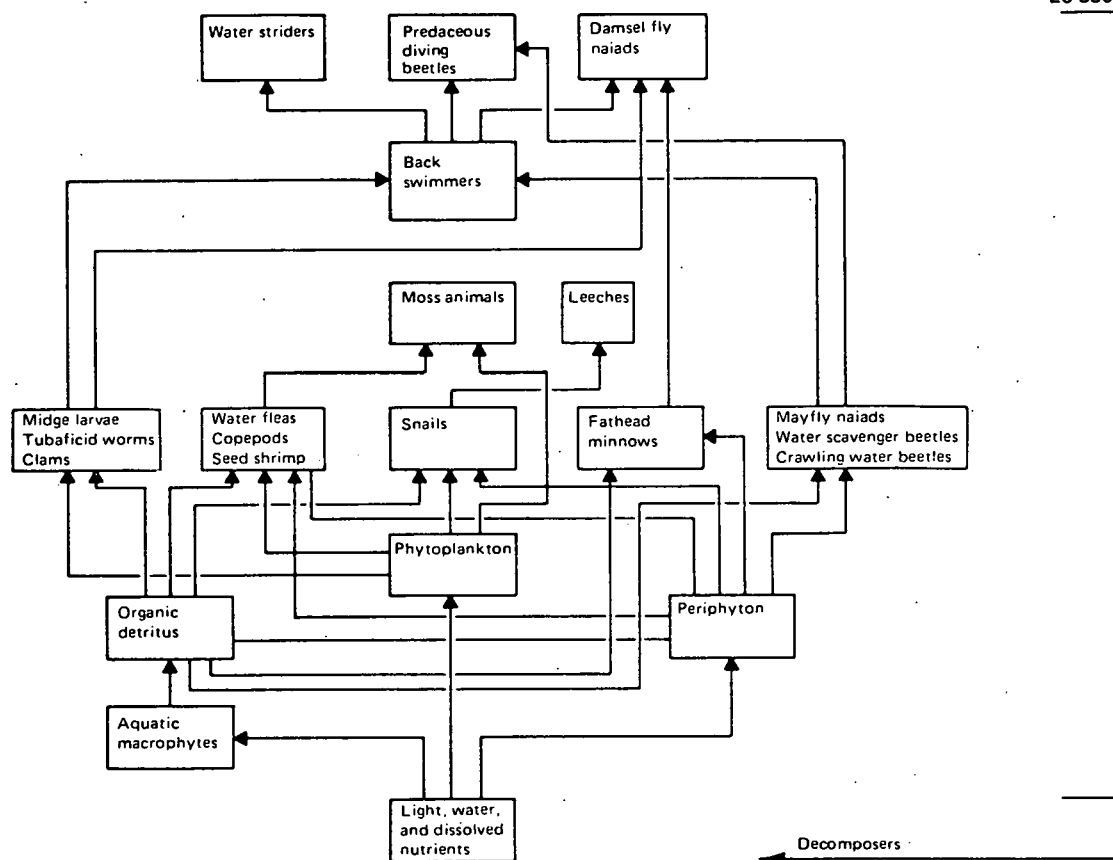 Water striders
Predaceous
diving
beetles
Damsel fly
naiads
Back
swimmers
Moss animals
Leeches
Midge larvae
Tubaficid worms
Clams
Water fleas
Copepods
Seed shrimp
Snails
Fathead
minnows
Mayfly naiads
Water scavenger beetles
Crawling water beetles
Phytoplankton
Organic
detritus
Periphyton
Aquatic
macrophytes
Light, water,
and dissolved
nutrients
Decomposers